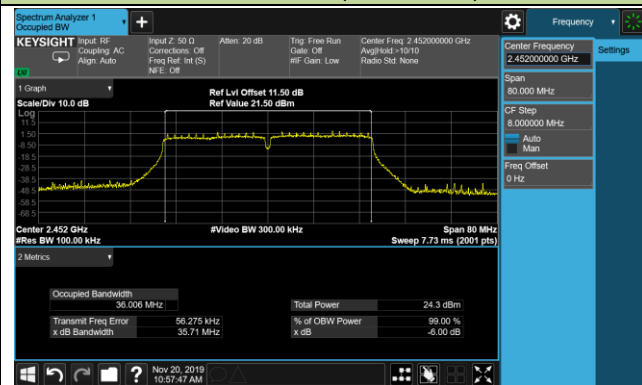 Spectrum Analyzer 1
Occupied BW
Frequency
KEYSIGHT
Input: RF
Coupling: AC
Align: Auto
Input Z: 50 Ω
Corrections: Off
Freq Ref: Int (S)
NFE: Off
Atten: 20 dB
Trig: Free Run
Gate: Off
#IF Gain: Low
Center Freq: 2.452000000 GHz
Avg|Hold:>10/10
Radio Std: None
Center Frequency
2.452000000 GHz
Settings
Span
80.000 MHz
CF Step
8.000000 MHz
Auto
Man
Freq Offset
0 Hz
1 Graph
Scale/Div 10.0 dB
Ref Lvl Offset 11.50 dB
Ref Value 21.50 dBm
Log
11.5
1.50
-8.50
-18.5
-28.5
-38.5
-48.5
-58.5
-68.5
Center 2.452 GHz
#Res BW 100.00 kHz
#Video BW 300.00 kHz
Span 80 MHz
Sweep 7.73 ms (2001 pts)
2 Metrics
Occupied Bandwidth
36.006 MHz
Total Power 24.3 dBm
Transmit Freq Error 56.275 kHz
% of OBW Power 99.00 %
x dB Bandwidth 35.71 MHz
x dB -6.00 dB
Nov 20, 2019
10:57:47 AM